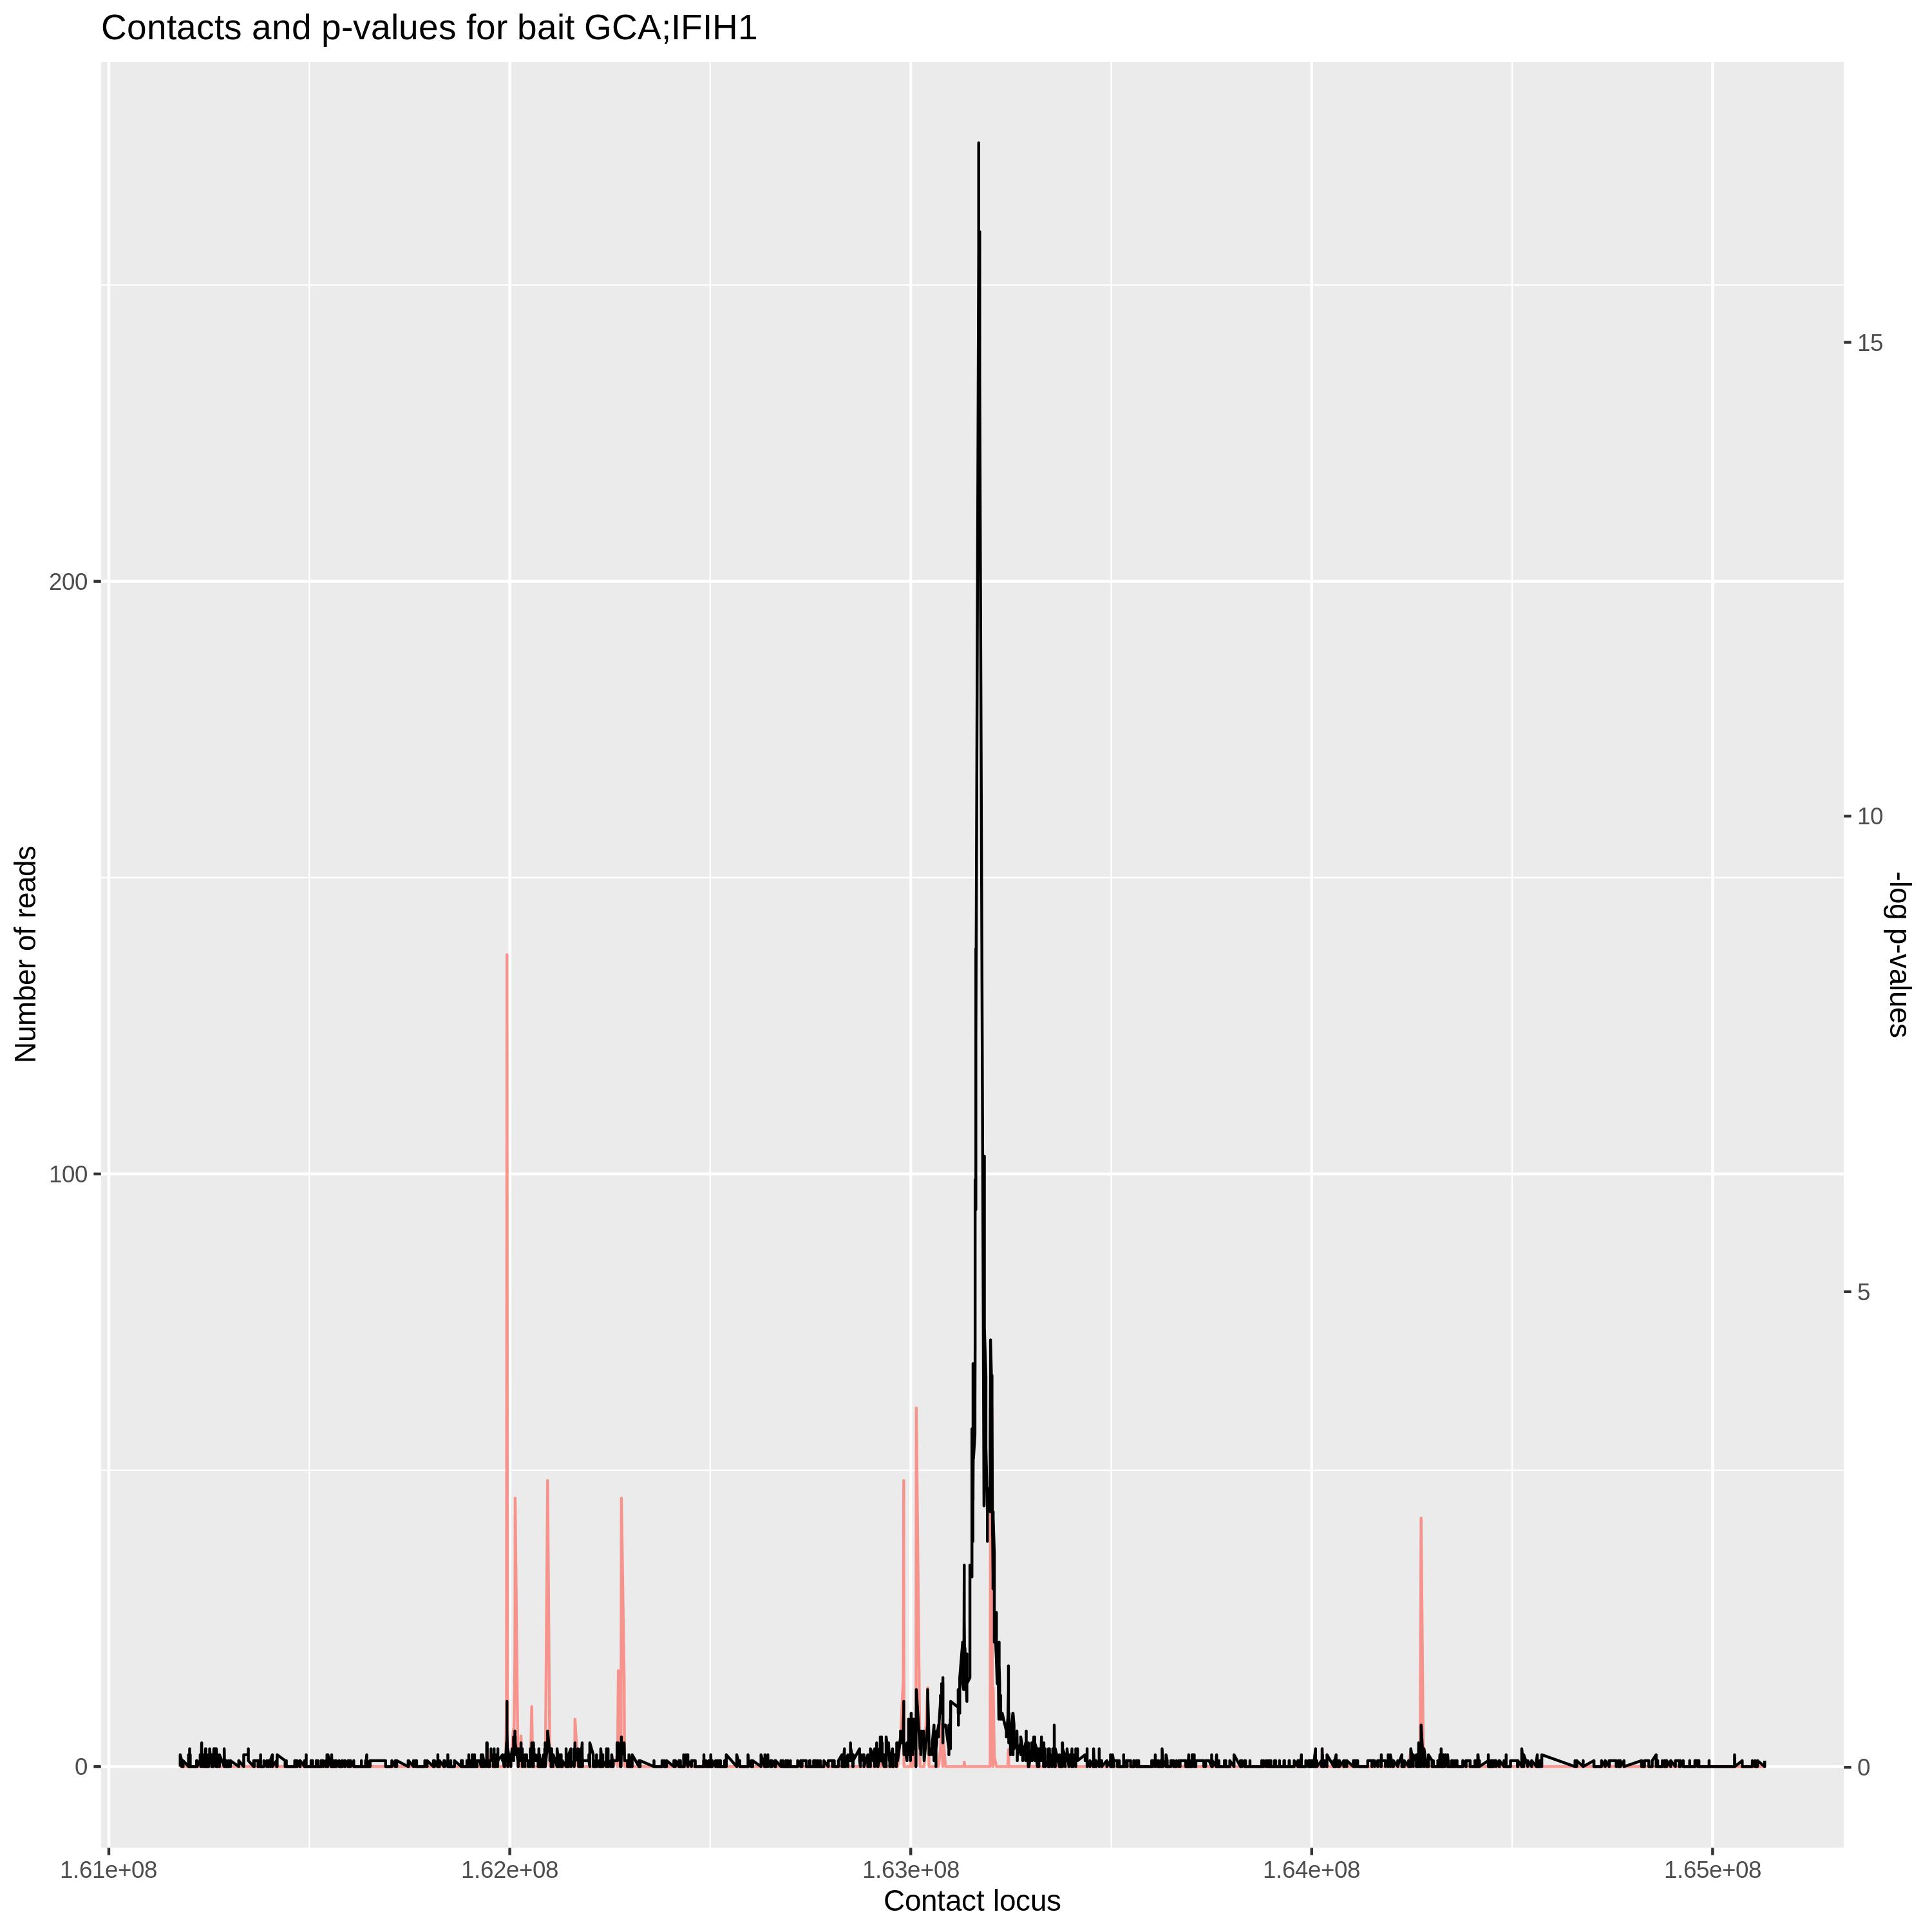 Contacts and p-values for bait GCA;IFIH1
Number of reads
200
100
0
15
10
5
0
-log p-values
1.61e+08 1.62e+08 1.63e+08 1.64e+08 1.65e+08
Contact locus